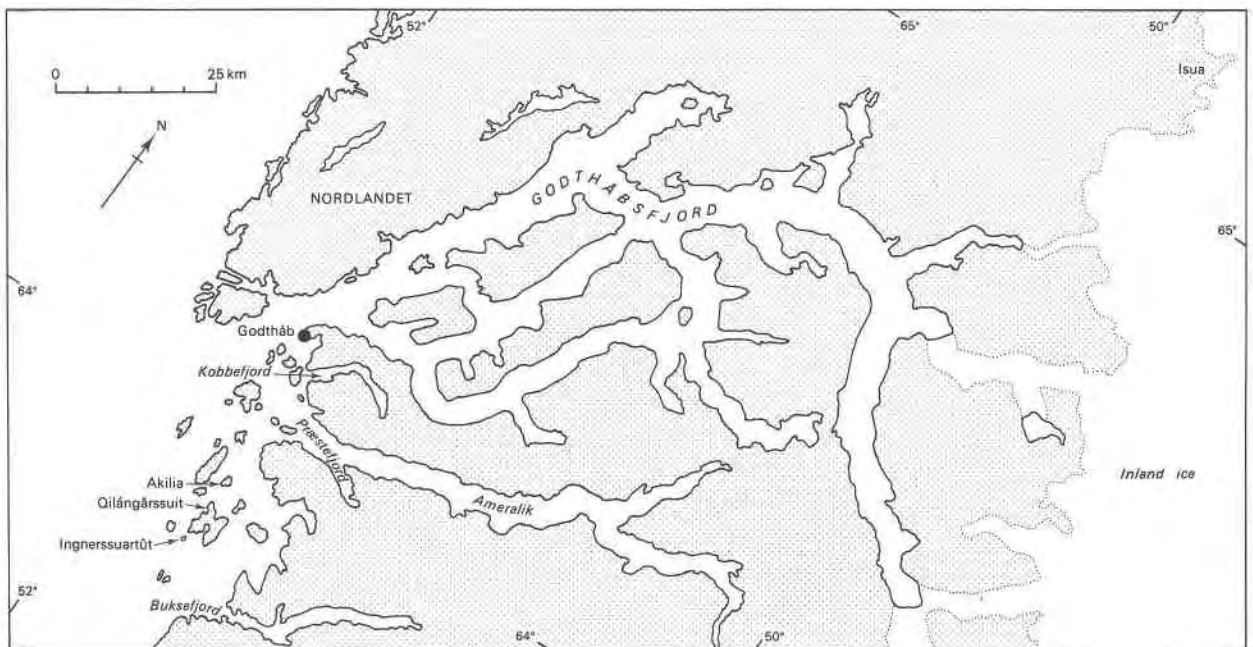 52°
65°
50°
Isua
0
25 km
N
NORDLANDET
GODTHÅBSFJORD
65°
64°
Godthåb
Kobbefjord
Præstefjord
Akilia
Qilángârssuit
Ameralik
Inland ice
Ingnerssuartût
52°
Buksefjord
64°
50°